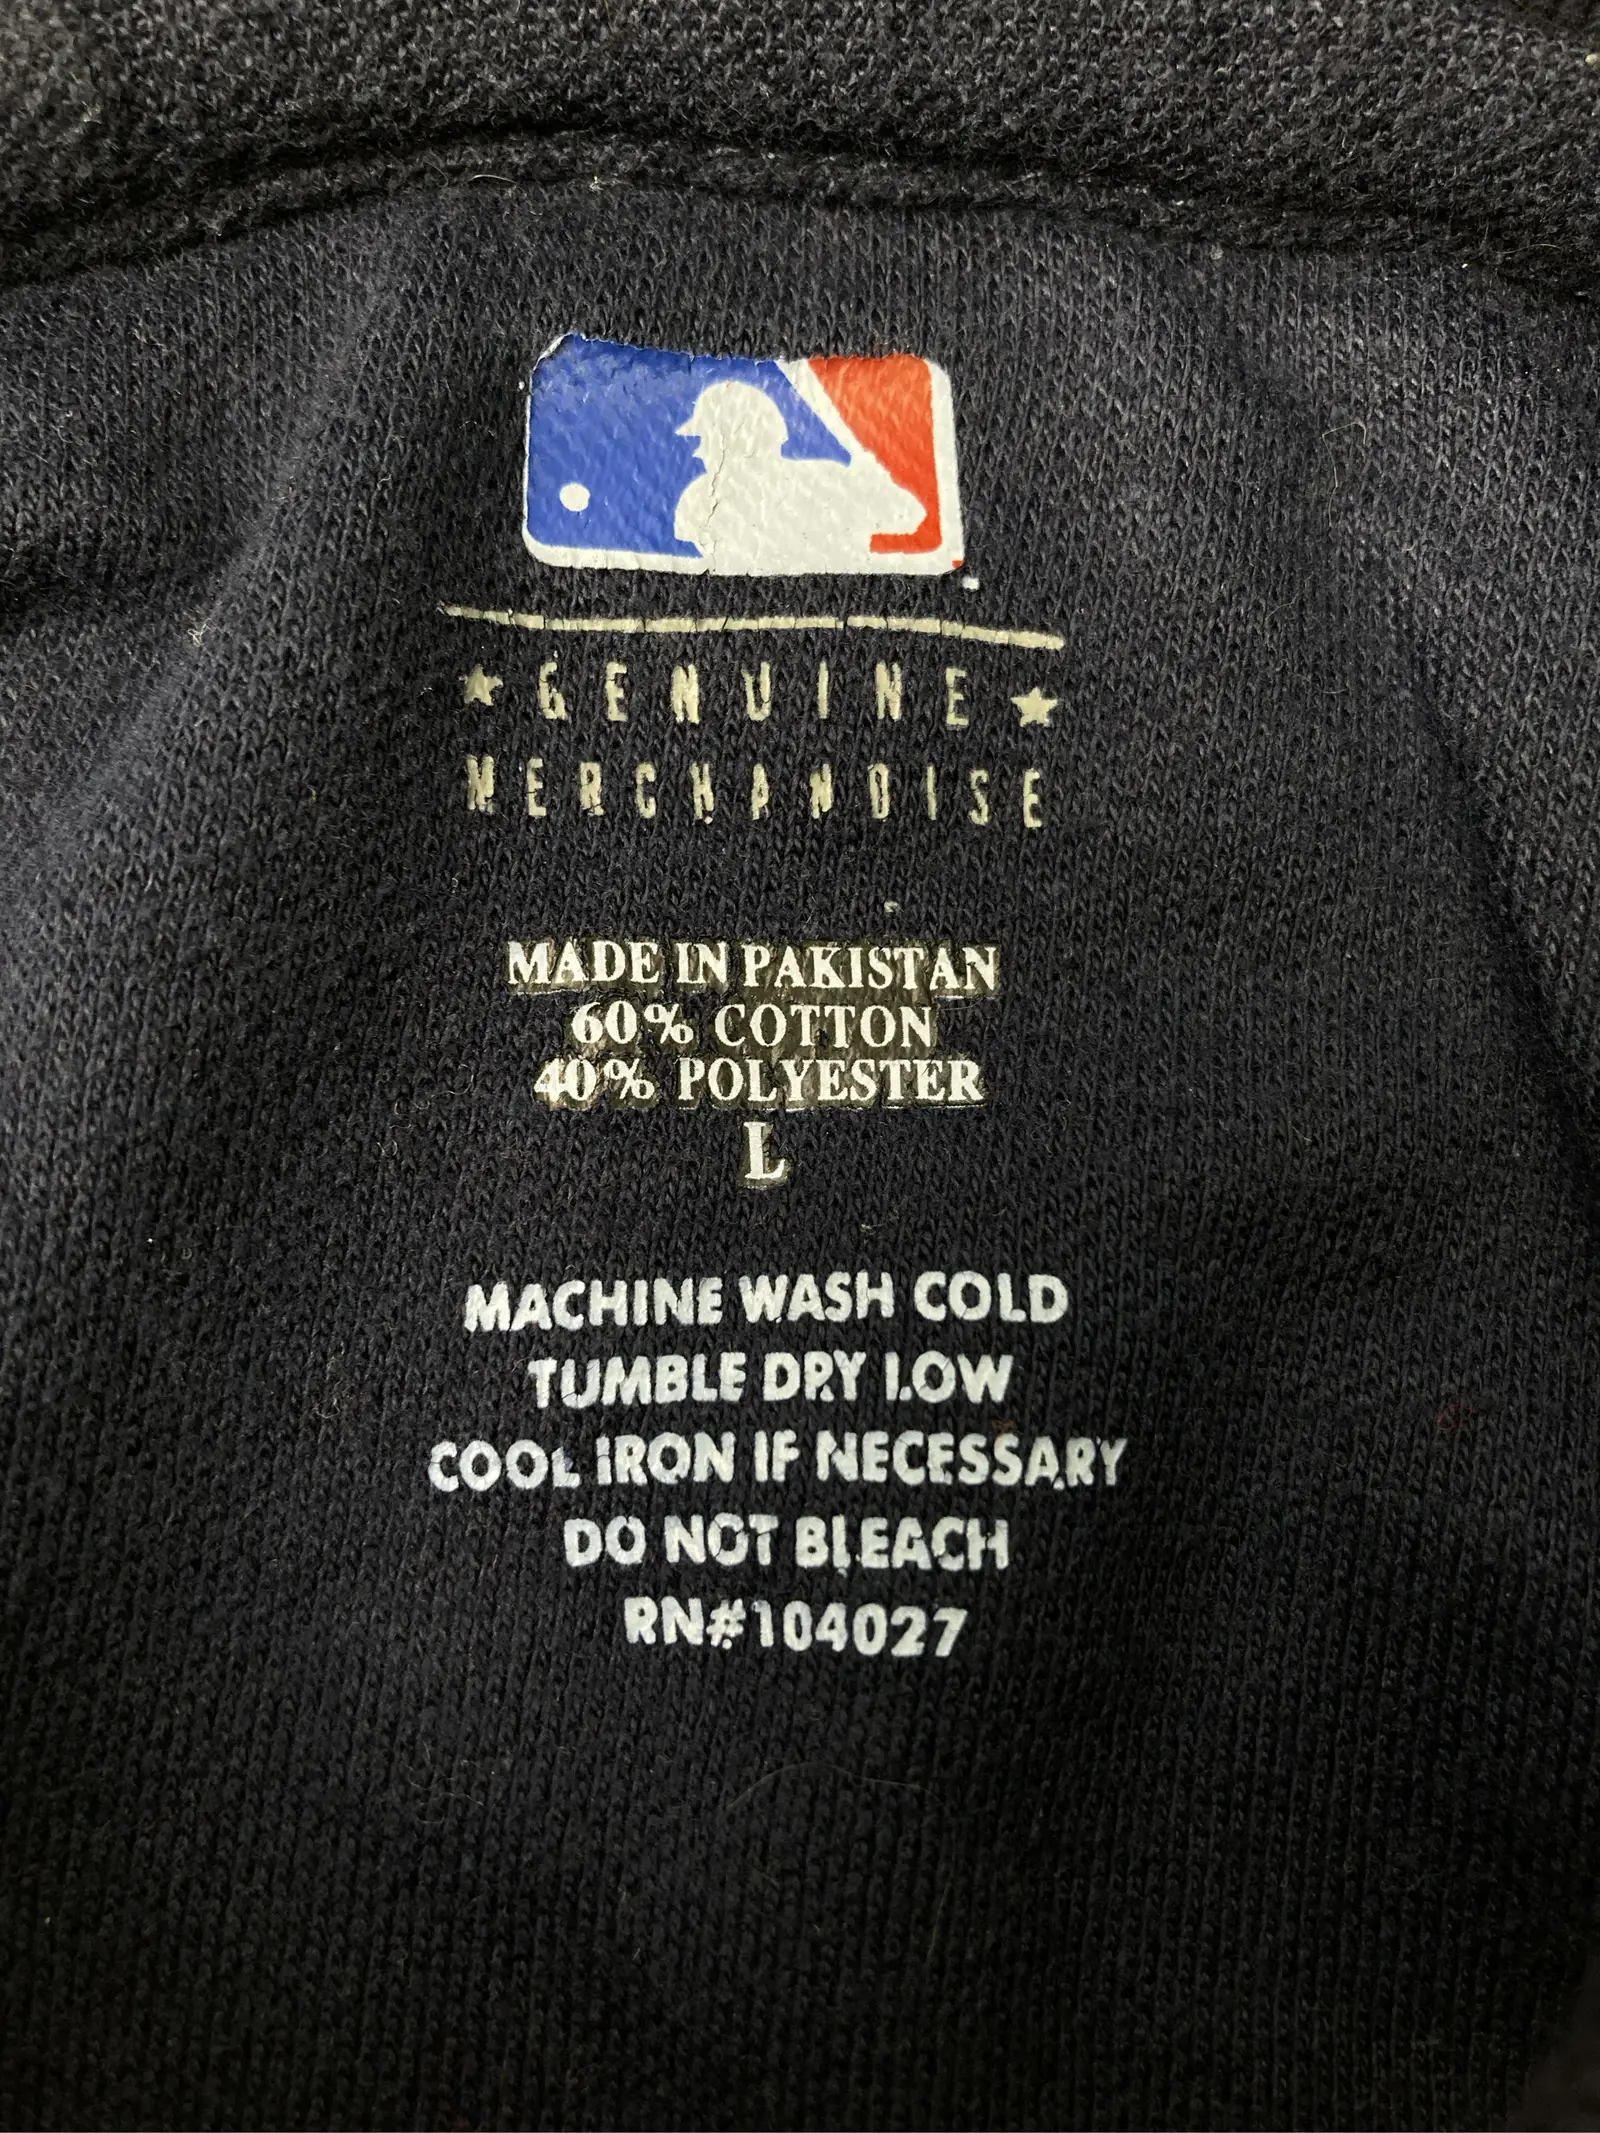 GENUINE
MERCHANDISE
MADE IN PAKISTAN
60% COTTON
40% POLYESTER
L
MACHINE WASH COLD
TUMBLE DRY LOW
COOL IRON IF NECESSARY
DO NOT BLEACH
RN#104027